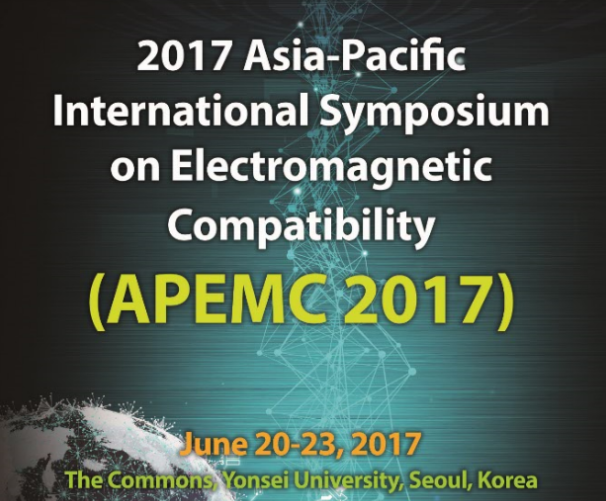 2017 Asia-Pacific
International Symposium
on Electromagnetic
Compatibility
(APEMC 2017)
June 20-23, 2017
The Commons, Yonsei University, Seoul, Korea